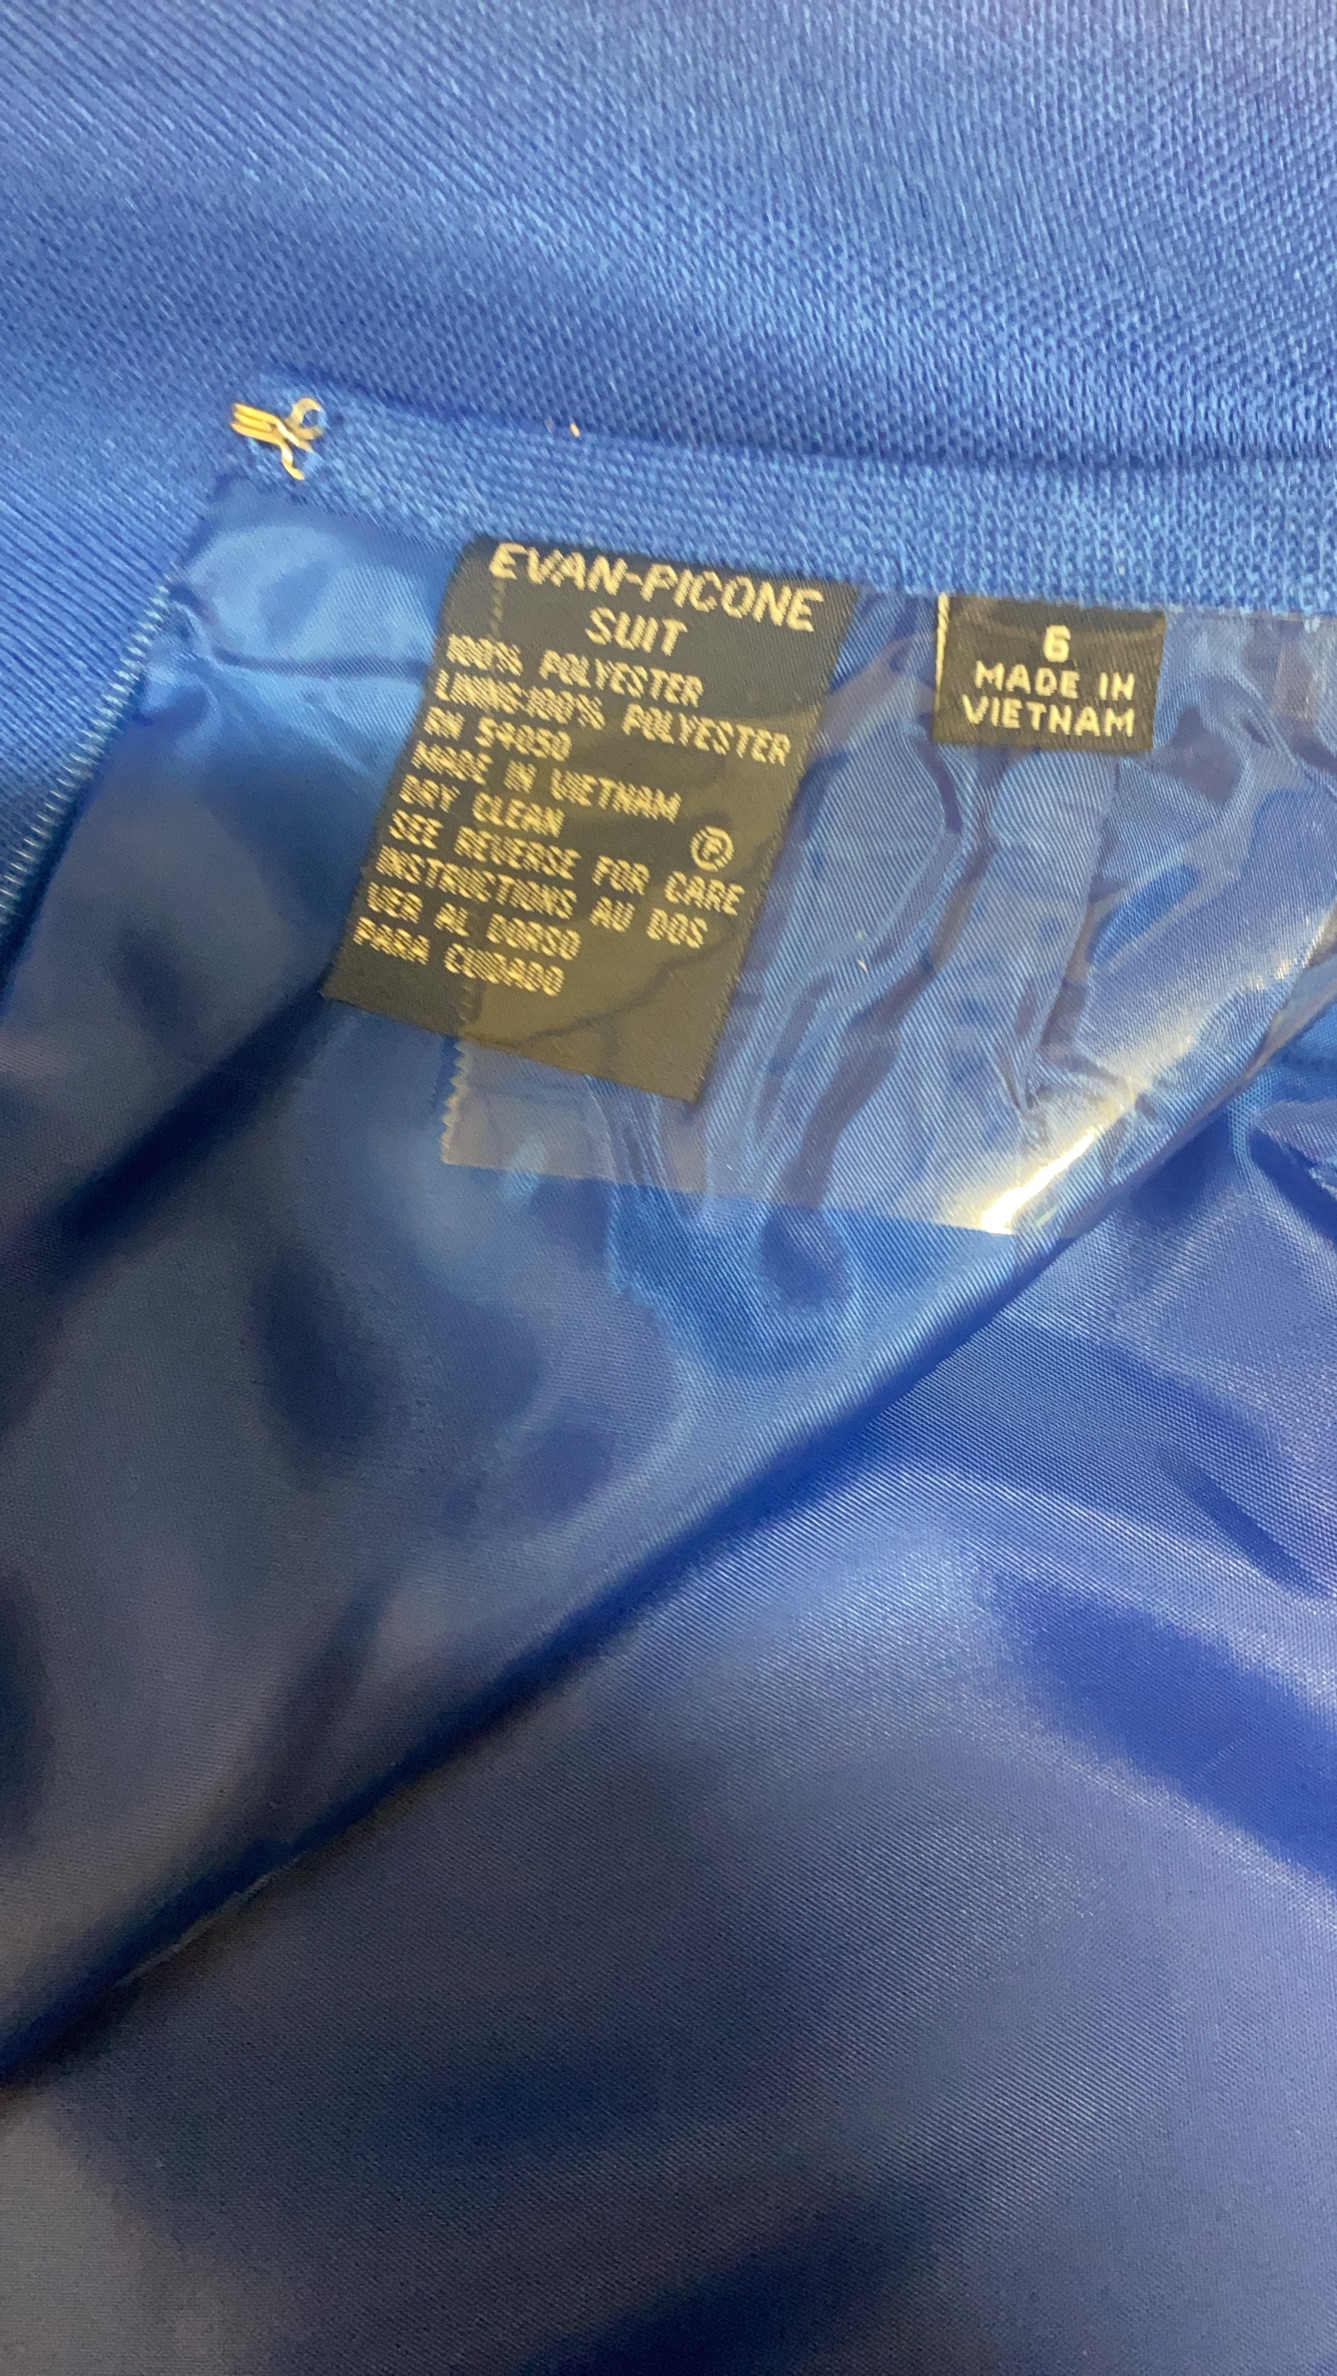 EVAN-PICONE
SUIT
100% POLYESTER
LINING:100% POLYESTER
RN 54050
MADE IN VIETNAM
DRY CLEAN
P
SEE REVERSE FOR CARE
INSTRUCTIONS AU DOS
VER AL DORSO
PARA CUIDADO
6
MADE IN
VIETNAM